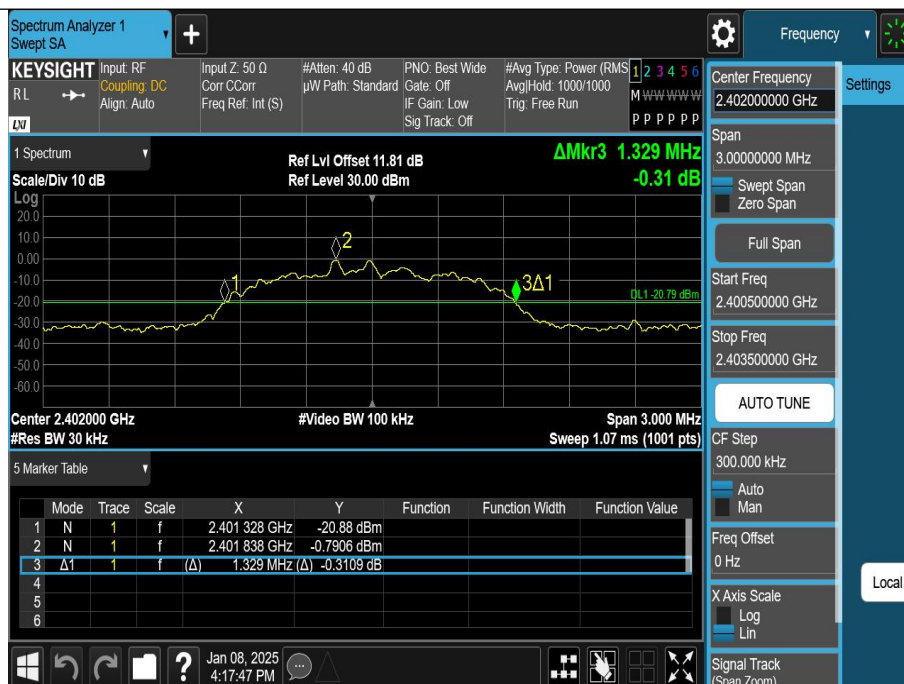 Spectrum Analyzer 1
Swept SA
+
Frequency
KEYSIGHT
RL
LXI
Input: RF
Coupling: DC
Align: Auto
Input Z: 50 Ω
Corr CCorr
Freq Ref: Int (S)
#Atten: 40 dB
µW Path: Standard
PNO: Best Wide
Gate: Off
IF Gain: Low
Sig Track: Off
#Avg Type: Power (RMS
Avg|Hold: 1000/1000
Trig: Free Run
1 2 3 4 5 6
M W W W W W
P P P P P P
1 Spectrum
Scale/Div 10 dB
Ref Lvl Offset 11.81 dB
Ref Level 30.00 dBm
ΔMkr3 1.329 MHz
-0.31 dB
Log
20.0
10.0
0.00
-10.0
-20.0
-30.0
-40.0
-50.0
-60.0
1
2
3Δ1
DL1 -20.79 dBm
Center 2.402000 GHz
#Video BW 100 kHz
Span 3.000 MHz
#Res BW 30 kHz
Sweep 1.07 ms (1001 pts)
5 Marker Table
Mode Trace Scale X Y Function Function Width Function Value
1 N 1 f 2.401 328 GHz -20.88 dBm
2 N 1 f 2.401 838 GHz -0.7906 dBm
3 Δ1 1 f (Δ) 1.329 MHz (Δ) -0.3109 dB
4
5
6
?
Jan 08, 2025
4:17:47 PM
Center Frequency
2.402000000 GHz
Settings
Span
3.00000000 MHz
Swept Span
Zero Span
Full Span
Start Freq
2.400500000 GHz
Stop Freq
2.403500000 GHz
AUTO TUNE
CF Step
300.000 kHz
Auto
Man
Freq Offset
0 Hz
Local
X Axis Scale
Log
Lin
Signal Track
(Span Zoom)